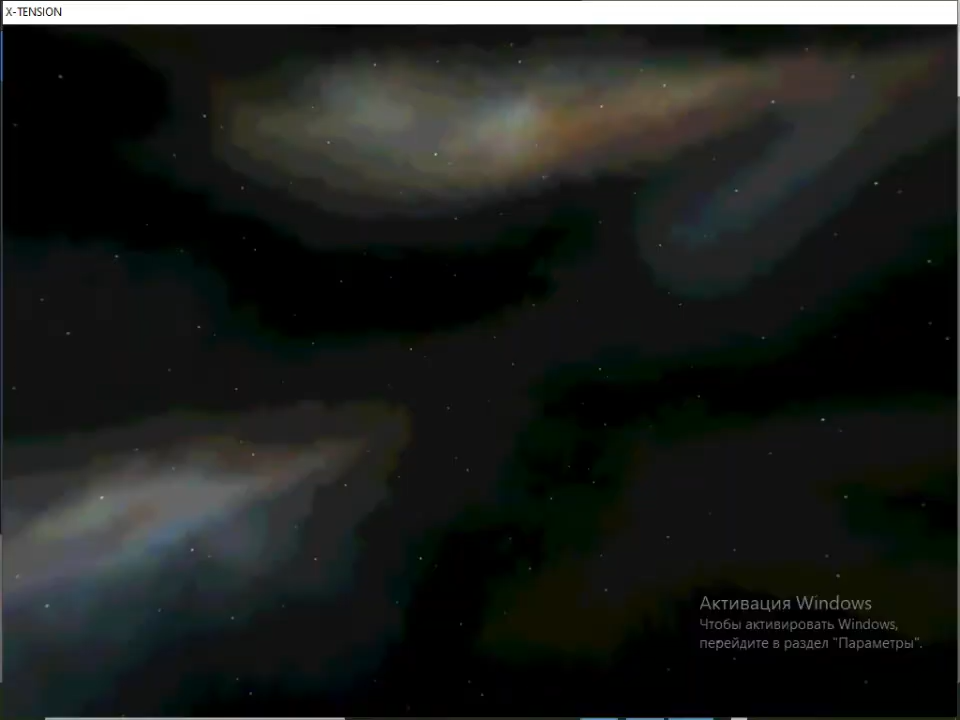 X-TENSION
Активация Windows
Чтобы активировать Windows,
перейдите в раздел "Параметры".